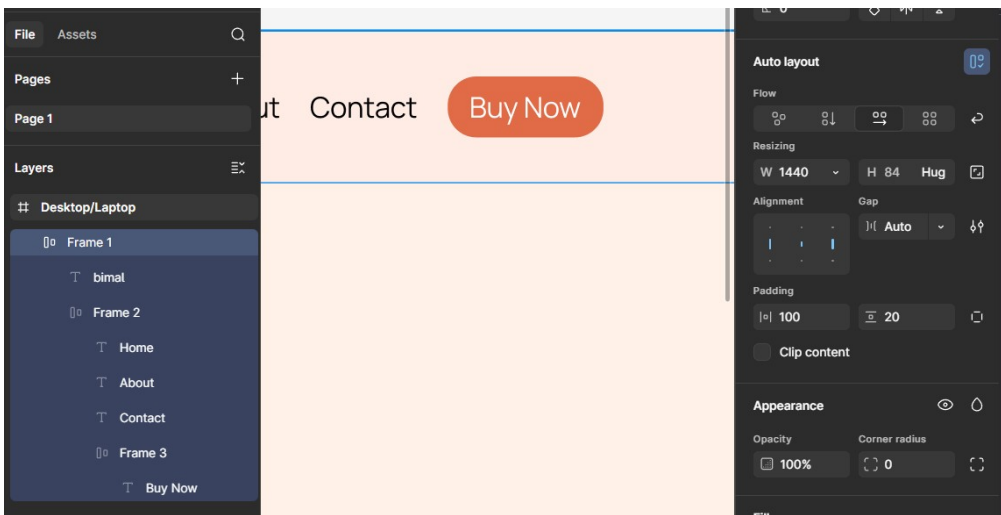 File Assets
Pages
Page 1
Layers
Desktop/Laptop
Frame 1
bimal
Frame 2
Home
About
Contact
Frame 3
Buy Now
ut Contact Buy Now
Auto layout
Flow
Resizing
W 1440 H 84 Hug
Alignment Gap
Auto
Padding
100 20
Clip content
Appearance
Opacity Corner radius
100% 0